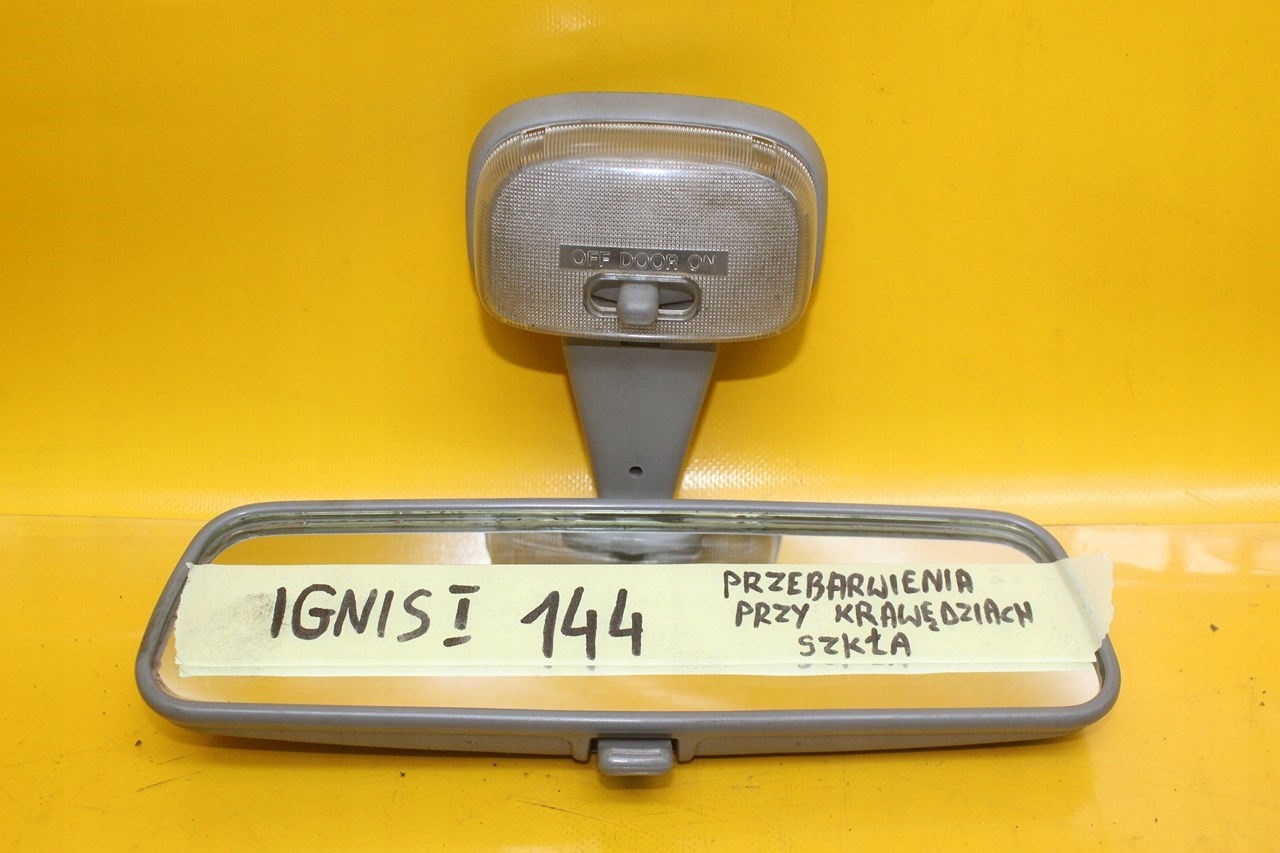 OFF DOOR ON
IGNIS I 144
PRZEBARWIENIA
PRZY KRAWĘDZIACH
SZKŁA